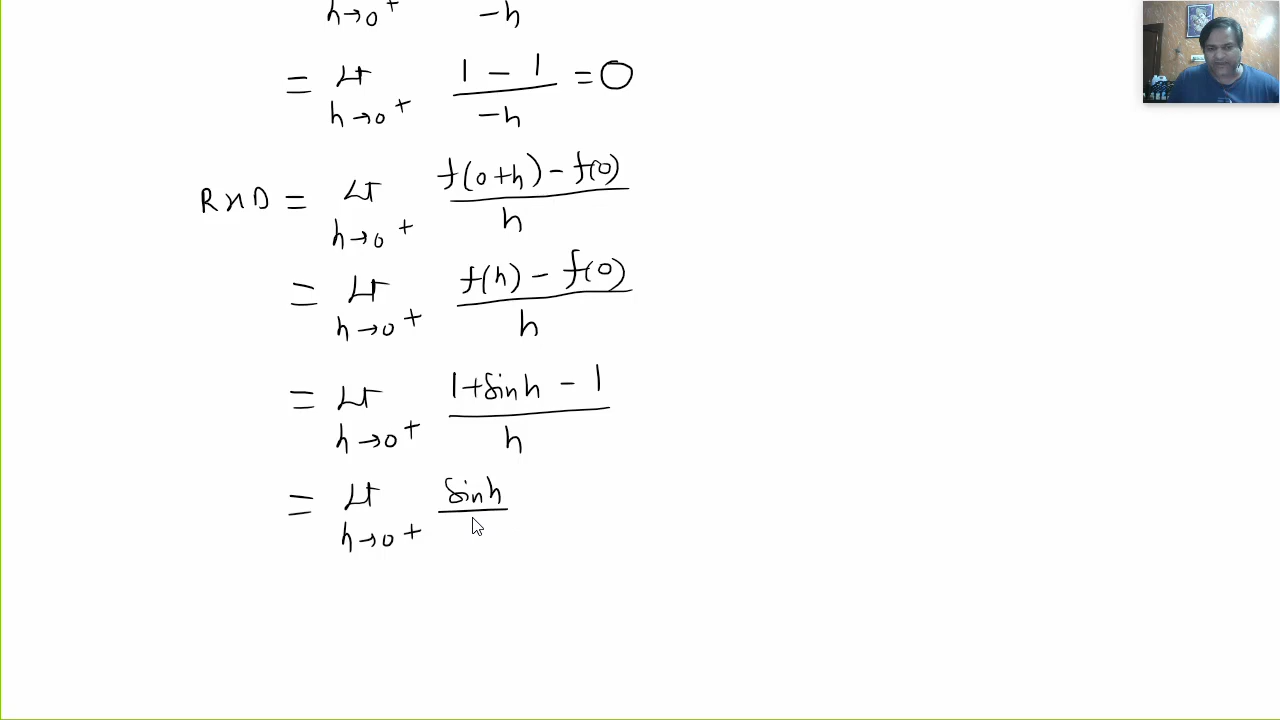 h→0+ -h
= Lt h→0+ (1 - 1)/(-h) = 0
RHD = Lt h→0+ (f(0+h) - f(0))/h
= Lt h→0+ (f(h) - f(0))/h
= Lt h→0+ (1+sinh - 1)/h
= Lt h→0+ sinh/